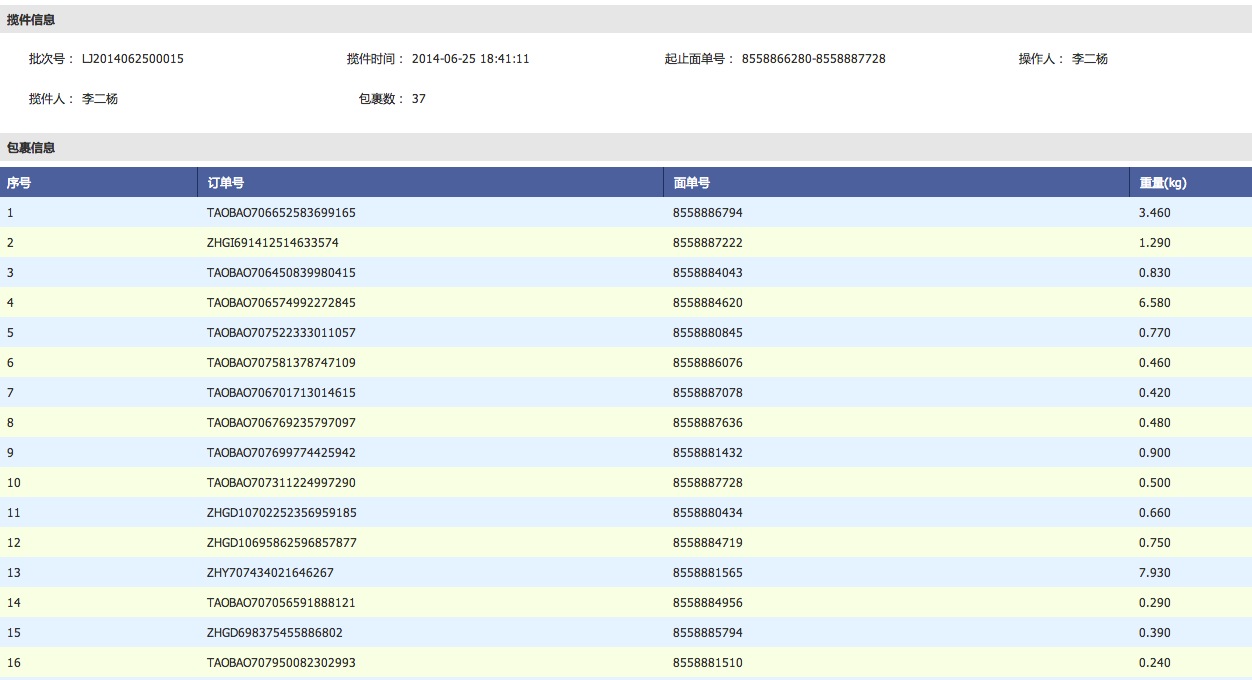 揽件信息
批次号： LJ2014062500015 揽件时间： 2014-06-25 18:41:11 起止面单号： 8558866280-8558887728 操作人： 李二杨
揽件人： 李二杨 包裹数： 37
包裹信息
序号 订单号 面单号 重量(kg)
1 TAOBAO706652583699165 8558886794 3.460
2 ZHGI691412514633574 8558887222 1.290
3 TAOBAO706450839980415 8558884043 0.830
4 TAOBAO706574992272845 8558884620 6.580
5 TAOBAO707522333011057 8558880845 0.770
6 TAOBAO707581378747109 8558886076 0.460
7 TAOBAO706701713014615 8558887078 0.420
8 TAOBAO706769235797097 8558887636 0.480
9 TAOBAO707699774425942 8558881432 0.900
10 TAOBAO707311224997290 8558887728 0.500
11 ZHGD10702252356959185 8558880434 0.660
12 ZHGD10695862596857877 8558884719 0.750
13 ZHY707434021646267 8558881565 7.930
14 TAOBAO707056591888121 8558884956 0.290
15 ZHGD698375455886802 8558885794 0.390
16 TAOBAO707950082302993 8558881510 0.240